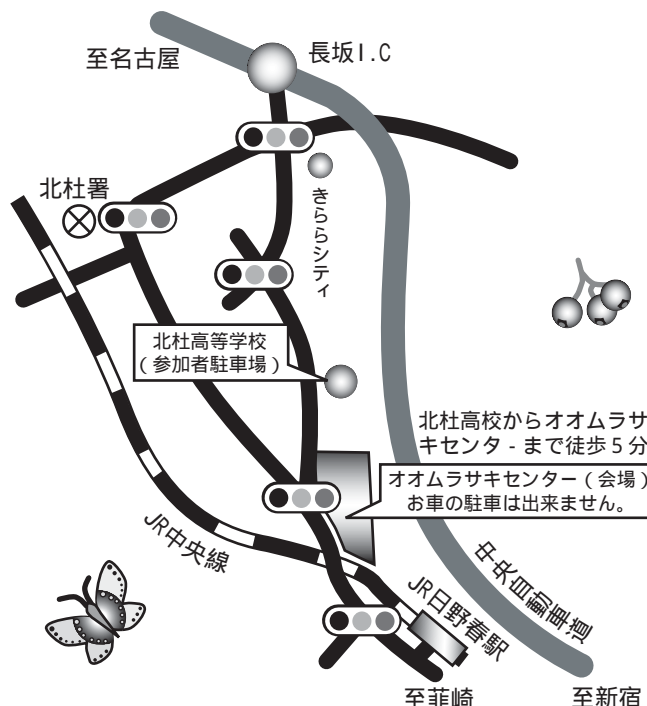 至名古屋
長坂I.C
北杜署
きららシティ
北杜高等学校
(参加者駐車場)
北杜高校からオオムラサ
キセンタ-まで徒歩5分
オオムラサキセンター(会場)
お車の駐車は出来ません。
JR中央線
中央自動車道
JR日野春駅
至韮崎
至新宿